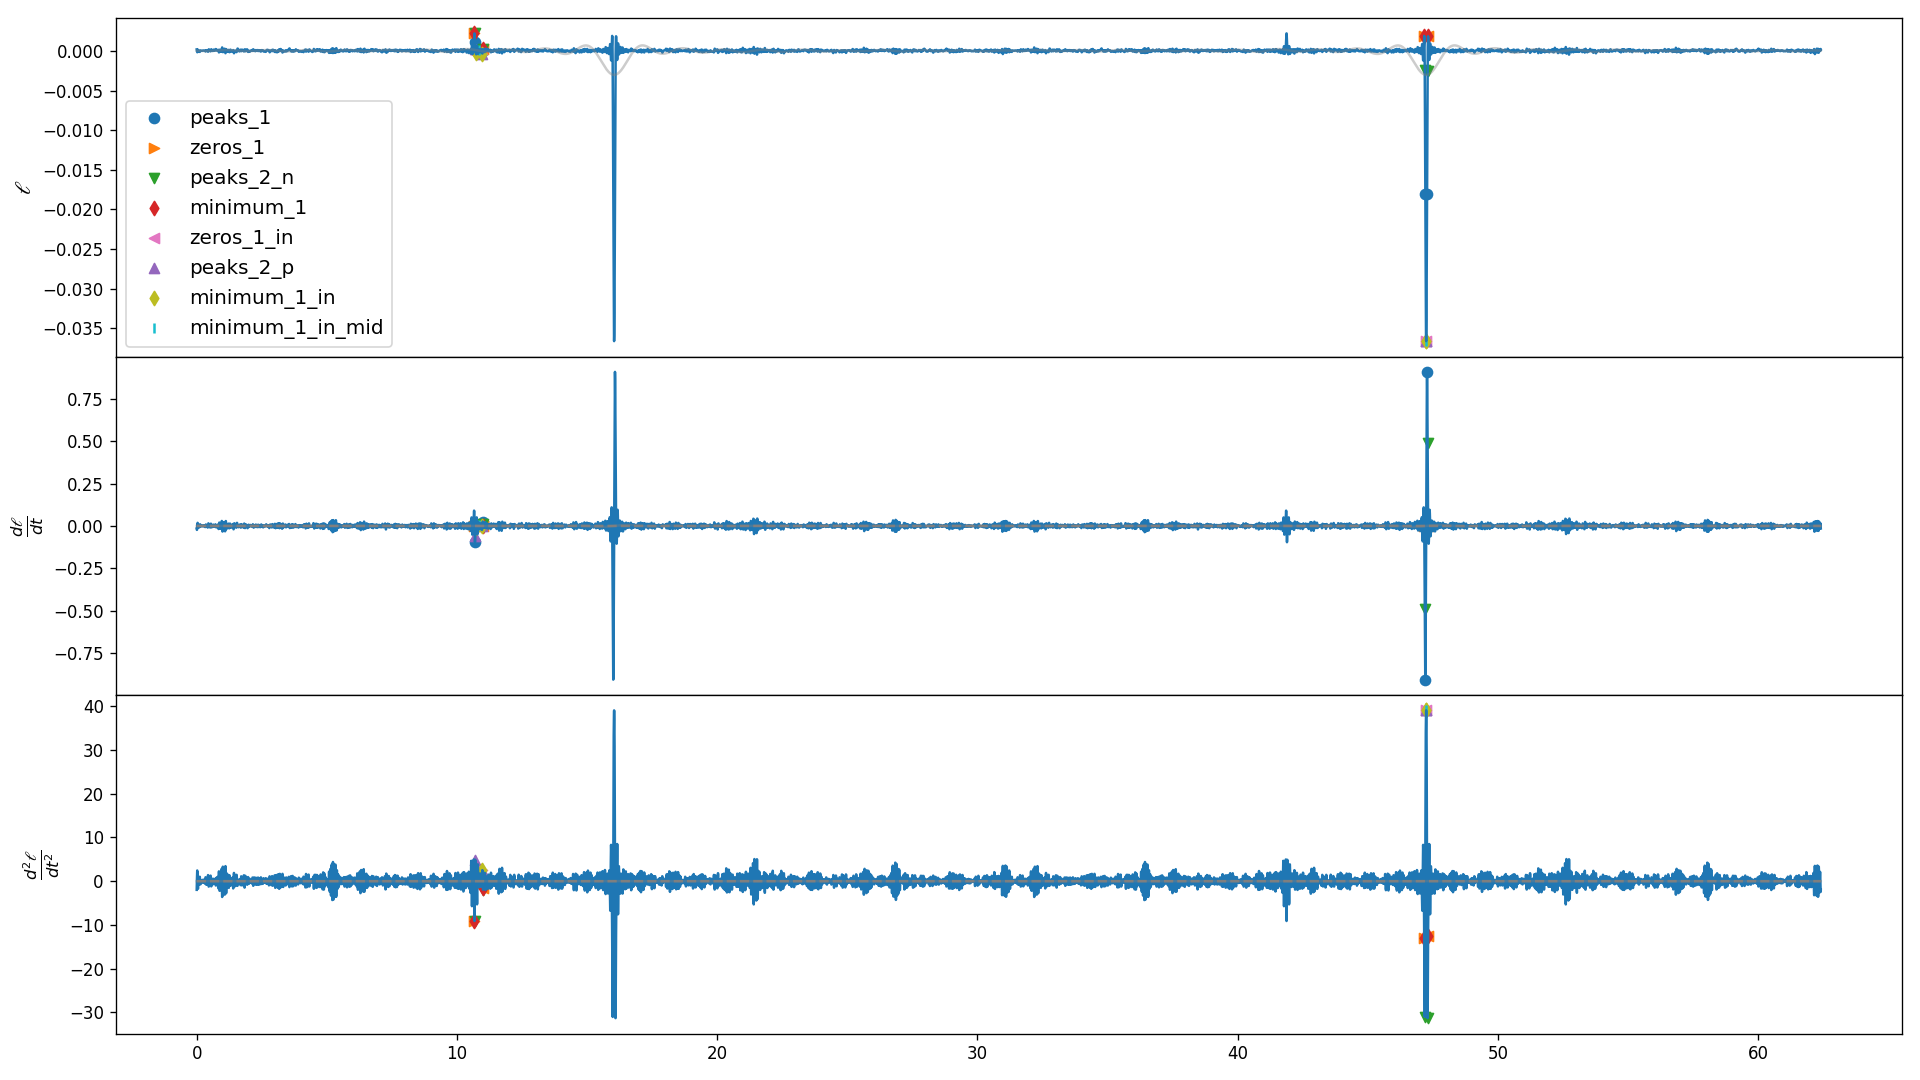 0.000
−0.005
−0.010
−0.015
−0.020
−0.025
−0.030
−0.035
ℓ
peaks_1
zeros_1
peaks_2_n
minimum_1
zeros_1_in
peaks_2_p
minimum_1_in
minimum_1_in_mid
0.75
0.50
0.25
0.00
−0.25
−0.50
−0.75
dℓ
dt
40
30
20
10
0
−10
−20
−30
d²ℓ
dt²
0 10 20 30 40 50 60